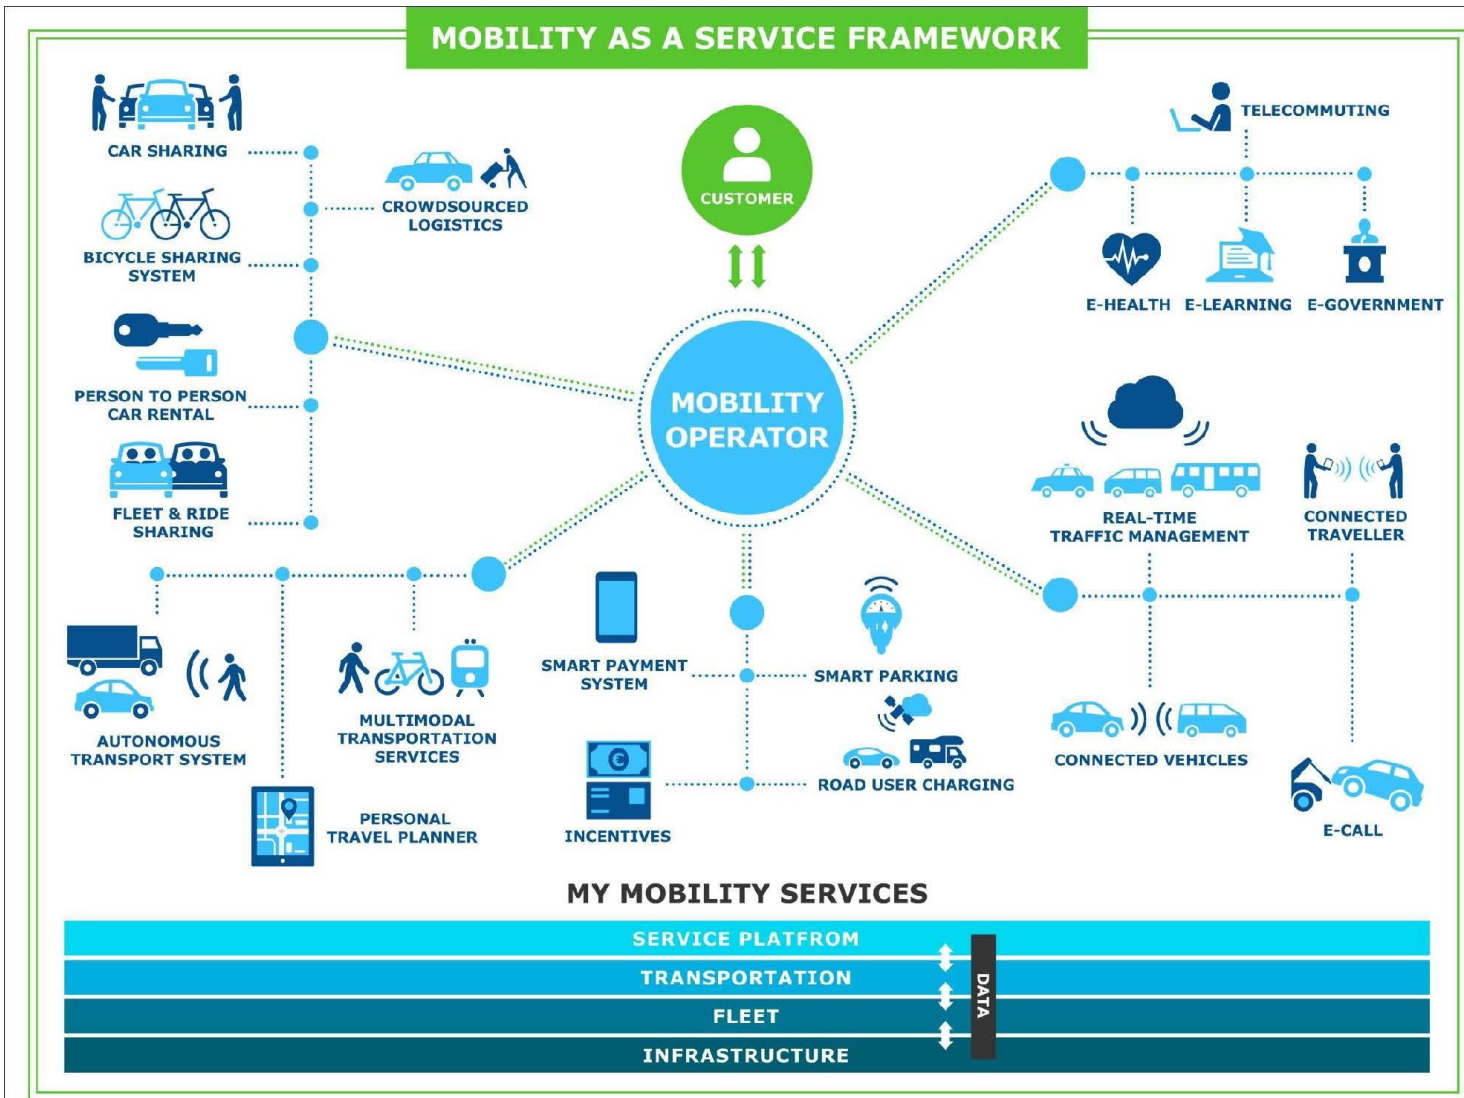 MOBILITY AS A SERVICE FRAMEWORK
CAR SHARING
CROWDSOURCED
LOGISTICS
BICYCLE SHARING
SYSTEM
PERSON TO PERSON
CAR RENTAL
FLEET & RIDE
SHARING
CUSTOMER
MOBILITY
OPERATOR
TELECOMMUTING
E-HEALTH
E-LEARNING
E-GOVERNMENT
REAL-TIME
TRAFFIC MANAGEMENT
CONNECTED
TRAVELLER
CONNECTED VEHICLES
E-CALL
AUTONOMOUS
TRANSPORT SYSTEM
MULTIMODAL
TRANSPORTATION
SERVICES
PERSONAL
TRAVEL PLANNER
SMART PAYMENT
SYSTEM
SMART PARKING
€
INCENTIVES
ROAD USER CHARGING
MY MOBILITY SERVICES
SERVICE PLATFROM
TRANSPORTATION
FLEET
INFRASTRUCTURE
DATA